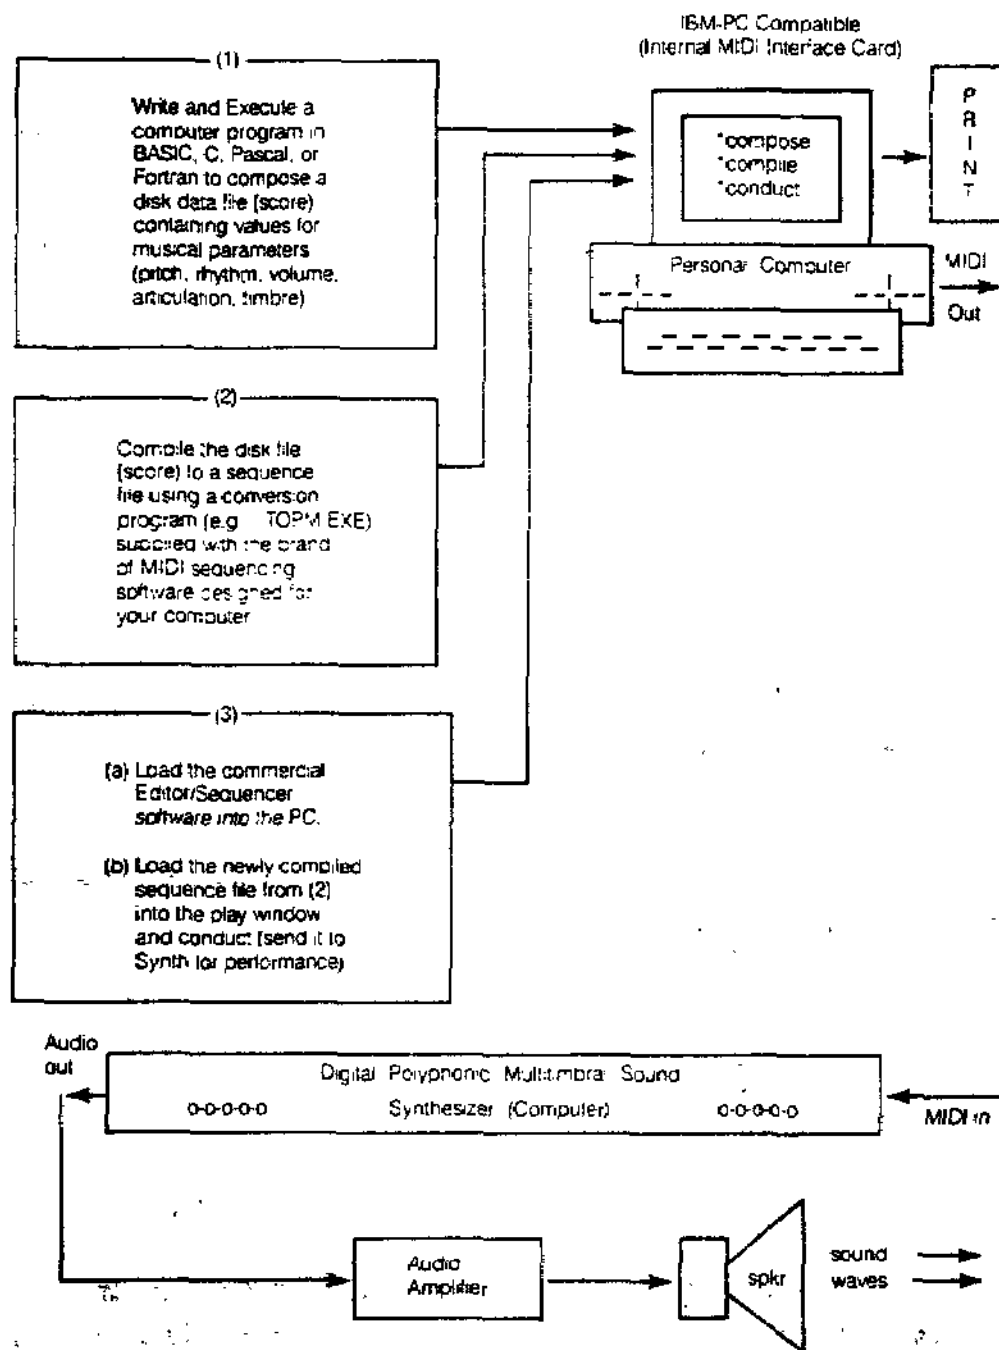 IBM-PC Compatible
(Internal MIDI Interface Card)
(1)
Write and Execute a
computer program in
BASIC, C, Pascal, or
Fortran to compose a
disk data file (score)
containing values for
musical parameters
(pitch, rhythm, volume,
articulation, timbre)
*compose
*compile
*conduct
PRINT
Personal Computer
MIDI
Out
(2)
Compile the disk file
(score) to a sequence
file using a conversion
program (e.g TOPM.EXE)
supplied with the brand
of MIDI sequencing
software designed for
your computer
(3)
(a) Load the commercial
Editor/Sequencer
software into the PC.
(b) Load the newly compiled
sequence file from (2)
into the play window
and conduct (send it to
Synth for performance)
Audio
out
Digital Polyphonic Multitimbral Sound
o-o-o-o-o Synthesizer (Computer) o-o-o-o-o
MIDI in
Audio
Amplifier
spkr
sound
waves